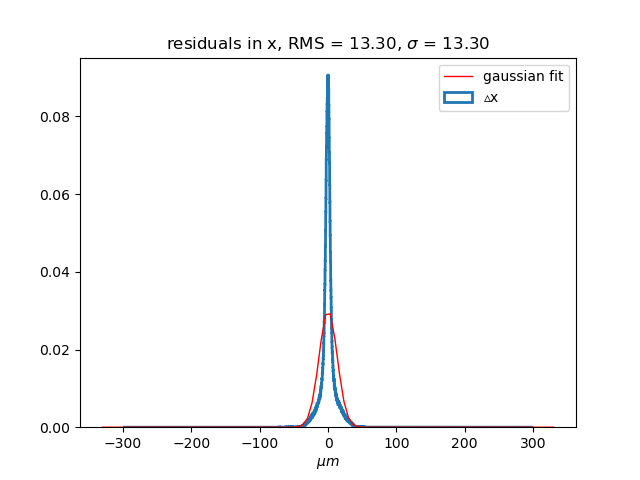 residuals in x, RMS = 13.30, σ = 13.30
gaussian fit
▵x
0.08
0.06
0.04
0.02
0.00
−300 −200 −100 0 100 200 300
μm